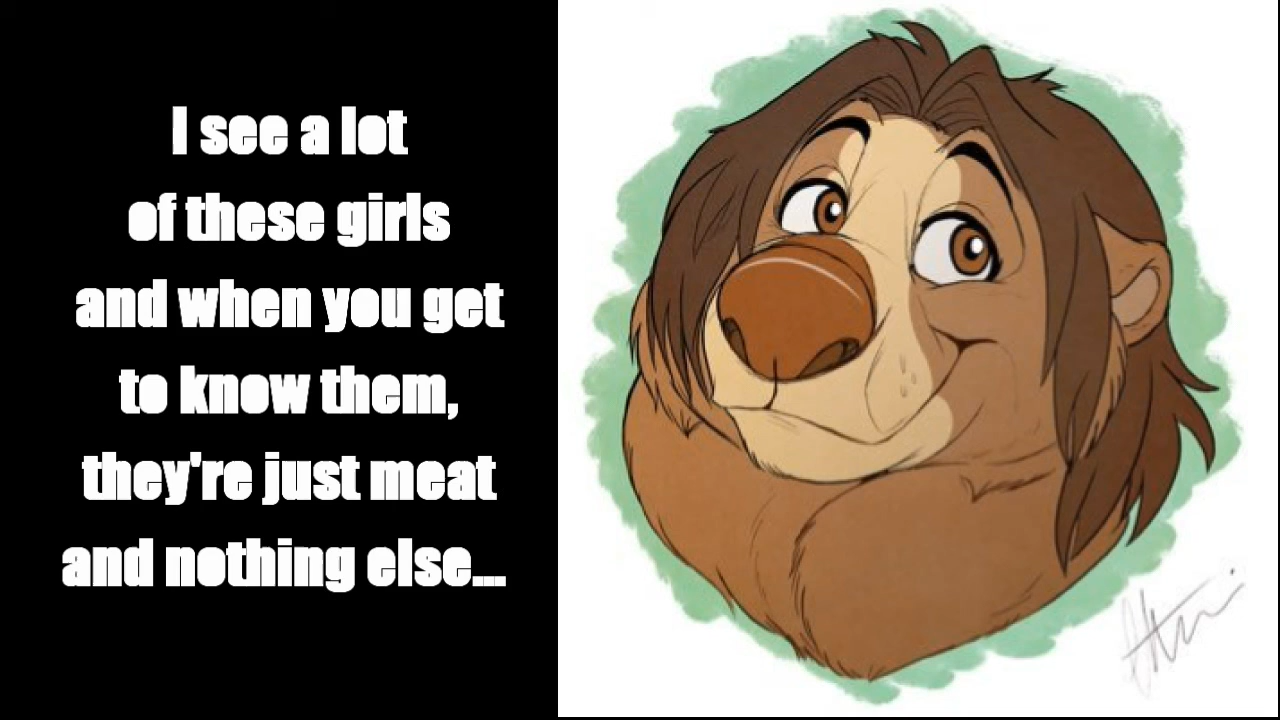 I see a lot
of these girls
and when you get
to know them,
they're just meat
and nothing else...